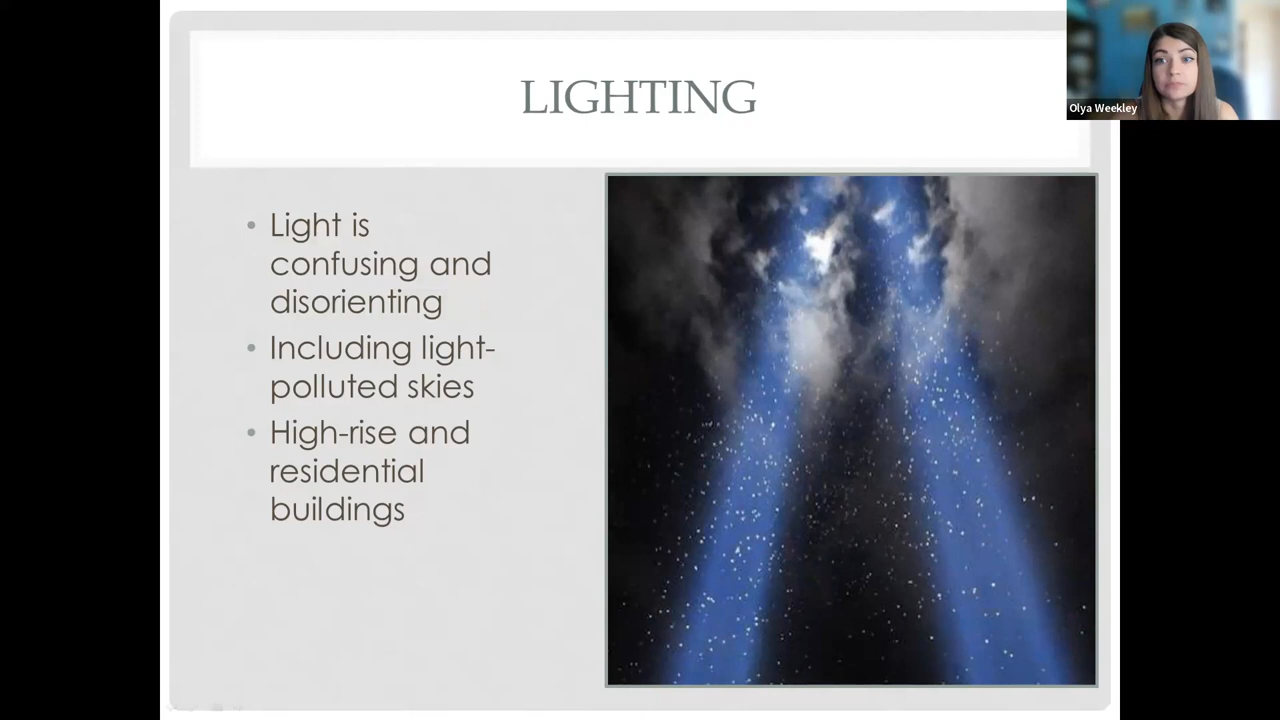 LIGHTING
Olya Weekley
• Light is
confusing and
disorienting
• Including light-
polluted skies
• High-rise and
residential
buildings